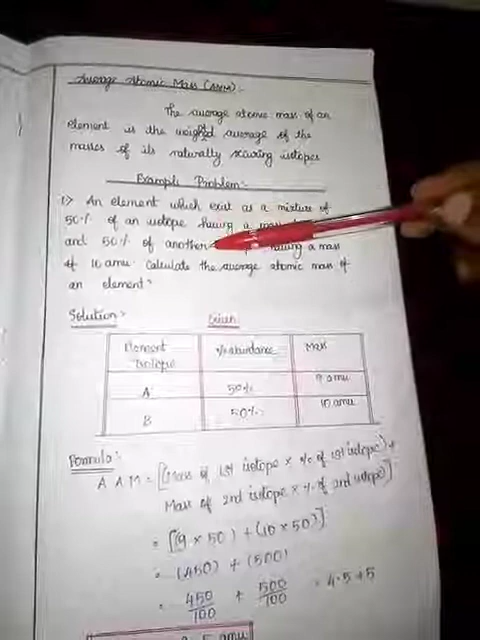 Average Atomic Mass (AAM):-
The average atomic mass of an
element is the weighted average of the
masses of its naturally occuring isotopes
Example Problem:-
1.> An element which exist as a mixture of
50% of an isotope having a
and 50% of another having a mass
of 10 amu. Calculate the average atomic mass of
an element?
Solution:- Given
Element Isotope %abundance Mass
A 50% 9 amu
B 50% 10 amu
Formula:-
A A M = [(Mass of 1st isotope x % of 1st isotope) +
Mass of 2nd isotope x % of 2nd isotope)]
= [(9 x 50) + (10 x 50)]
= (450) + (500)
= 450/100 + 500/100 = 4.5 + 5
amu